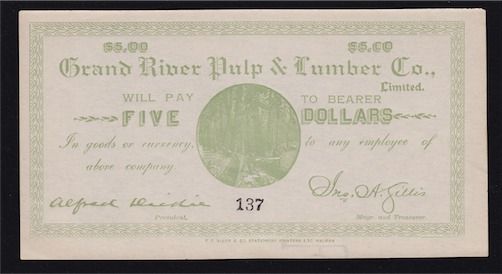 $5.00 $5.00
Grand River Pulp & Lumber Co.,
Limited.
WILL PAY TO BEARER
FIVE DOLLARS
In goods or currency, to any employee of
above company
Alfred Dickie 137 Jno. H. Gillis
President. Mngr. and Treasurer.